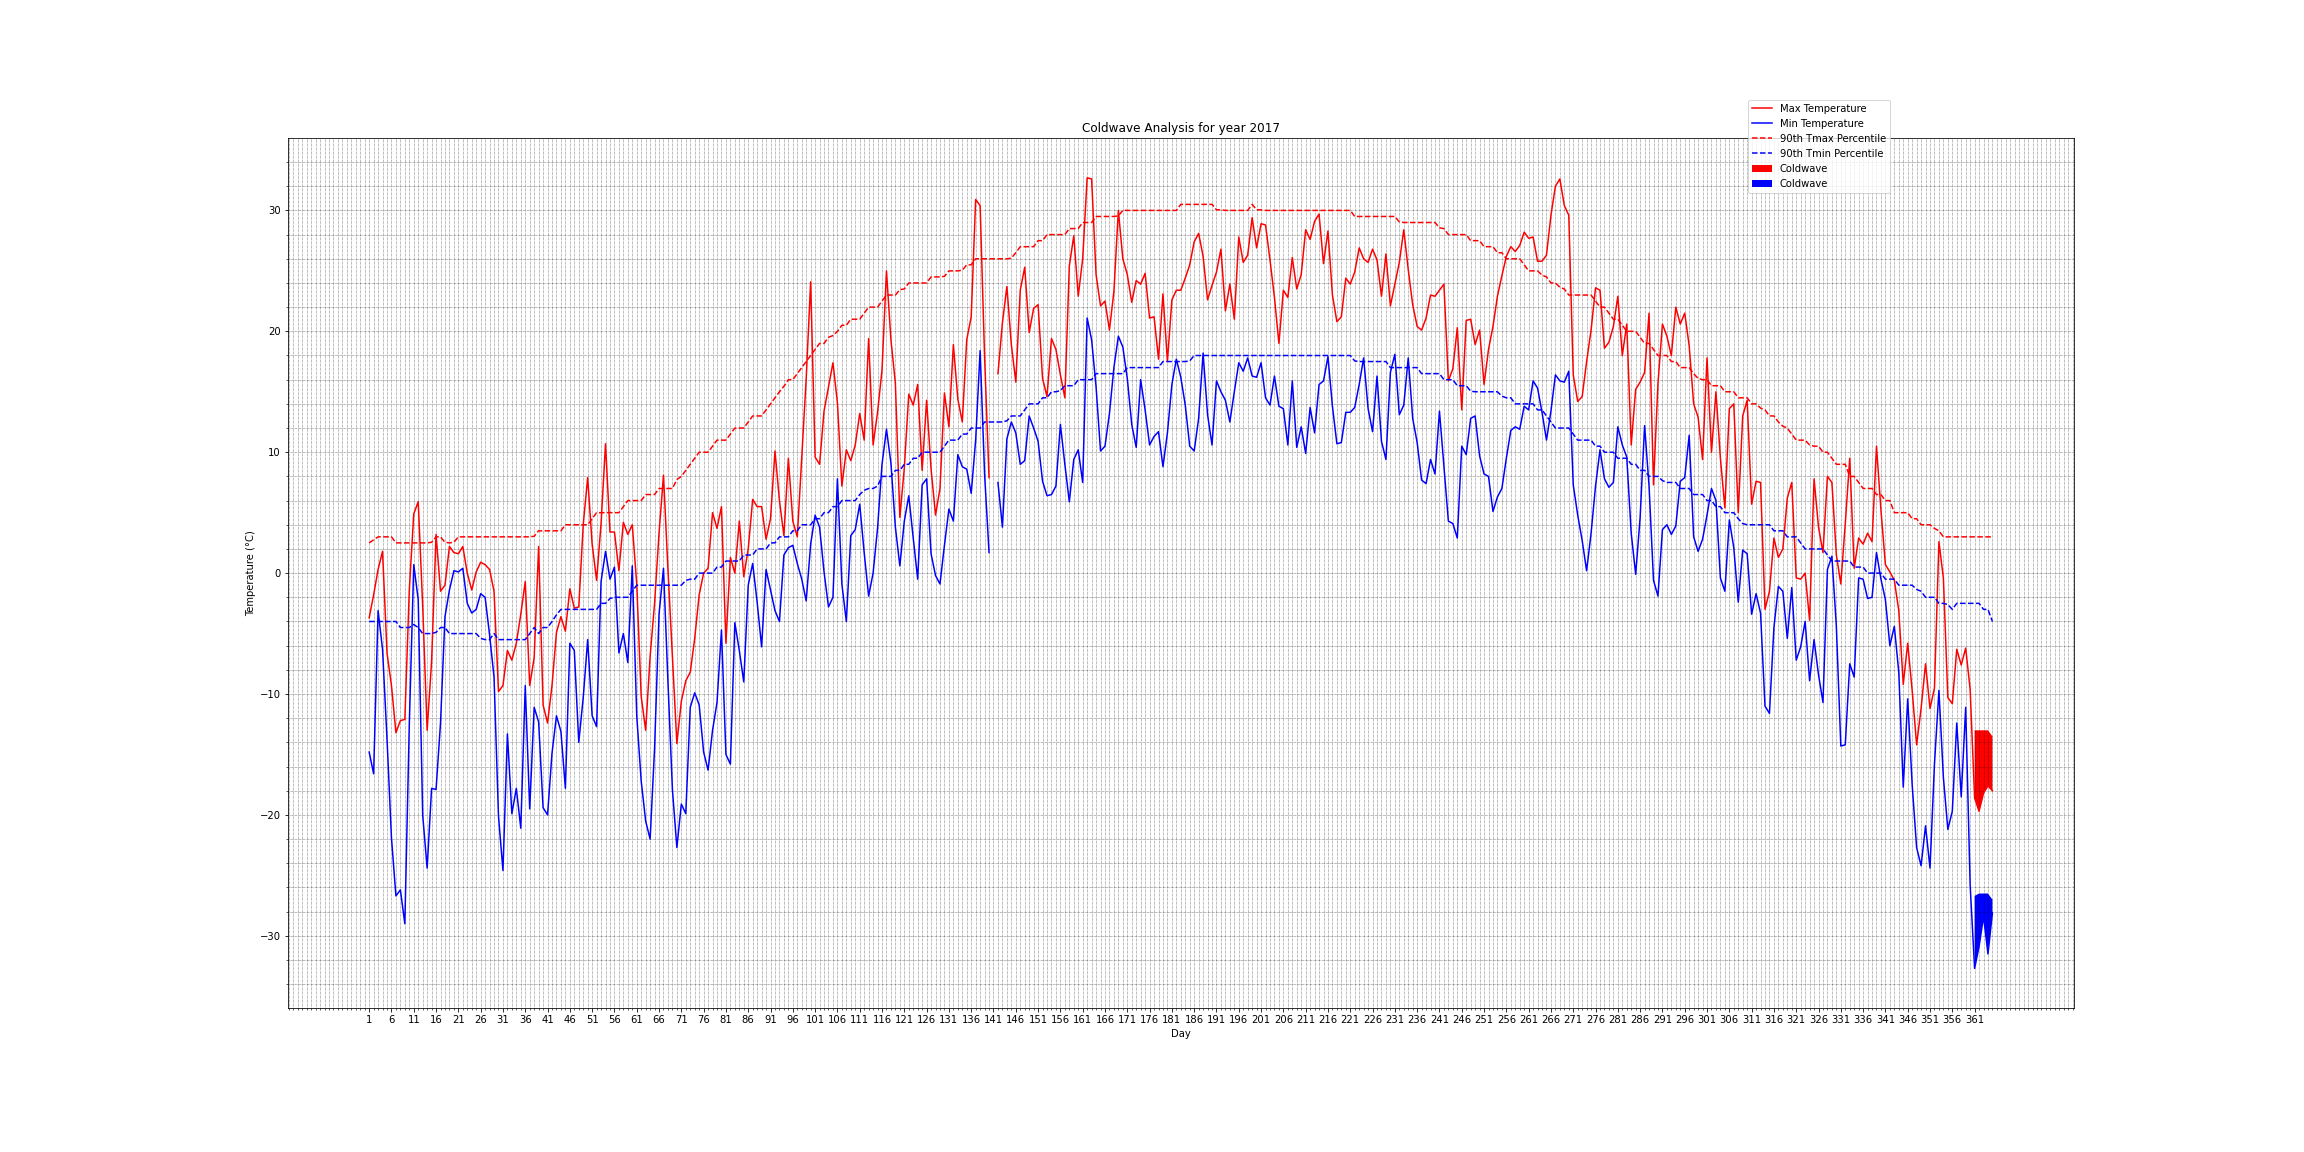 Max Temperature
Min Temperature
90th Tmax Percentile
90th Tmin Percentile
Coldwave
Coldwave
Coldwave Analysis for year 2017
Temperature (°C)
30
20
10
0
−10
−20
−30
1 6 11 16 21 26 31 36 41 46 51 56 61 66 71 76 81 86 91 96 101 106 111 116 121 126 131 136 141 146 151 156 161 166 171 176 181 186 191 196 201 206 211 216 221 226 231 236 241 246 251 256 261 266 271 276 281 286 291 296 301 306 311 316 321 326 331 336 341 346 351 356 361
Day